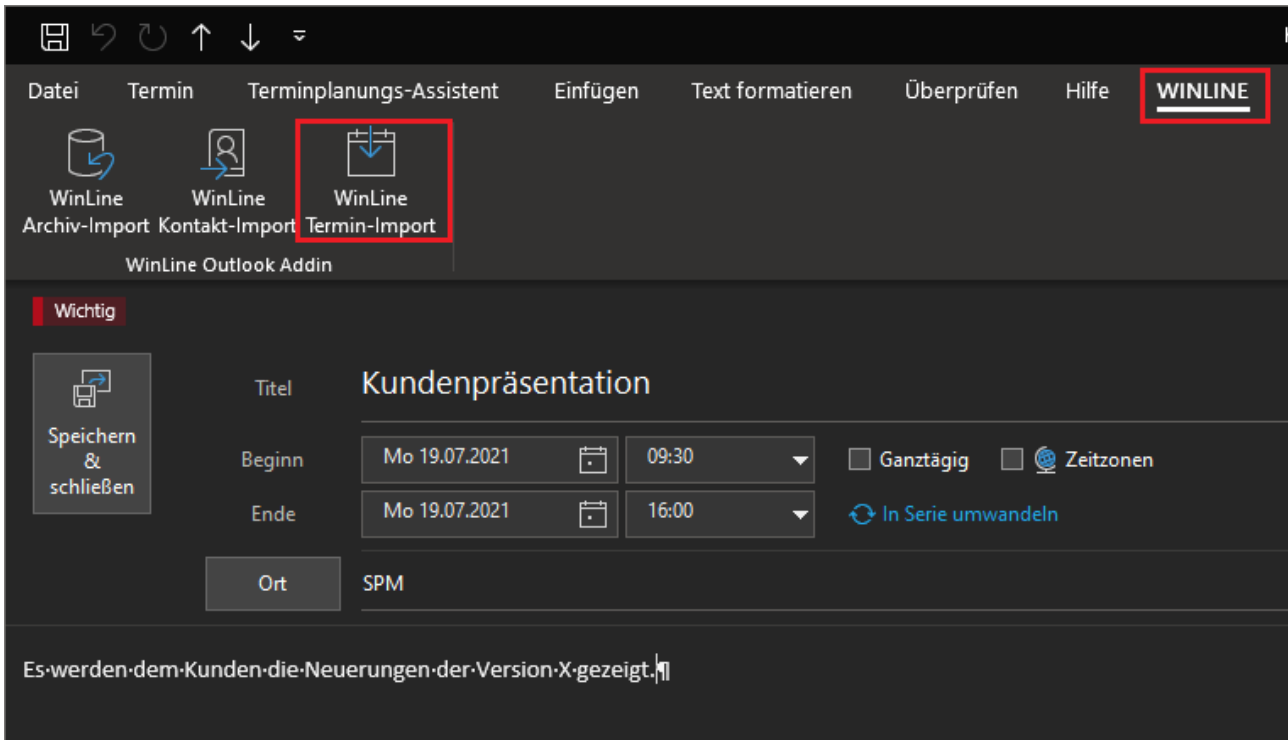 Datei Termin Terminplanungs-Assistent Einfügen Text formatieren Überprüfen Hilfe WINLINE
WinLine WinLine WinLine
Archiv-Import Kontakt-Import Termin-Import
WinLine Outlook Addin
Wichtig
Speichern
&
schließen
Titel Kundenpräsentation
Beginn Mo 19.07.2021 09:30 Ganztägig Zeitzonen
Ende Mo 19.07.2021 16:00 In Serie umwandeln
Ort SPM
Es·werden·dem·Kunden·die·Neuerungen·der·Version·X·gezeigt.¶